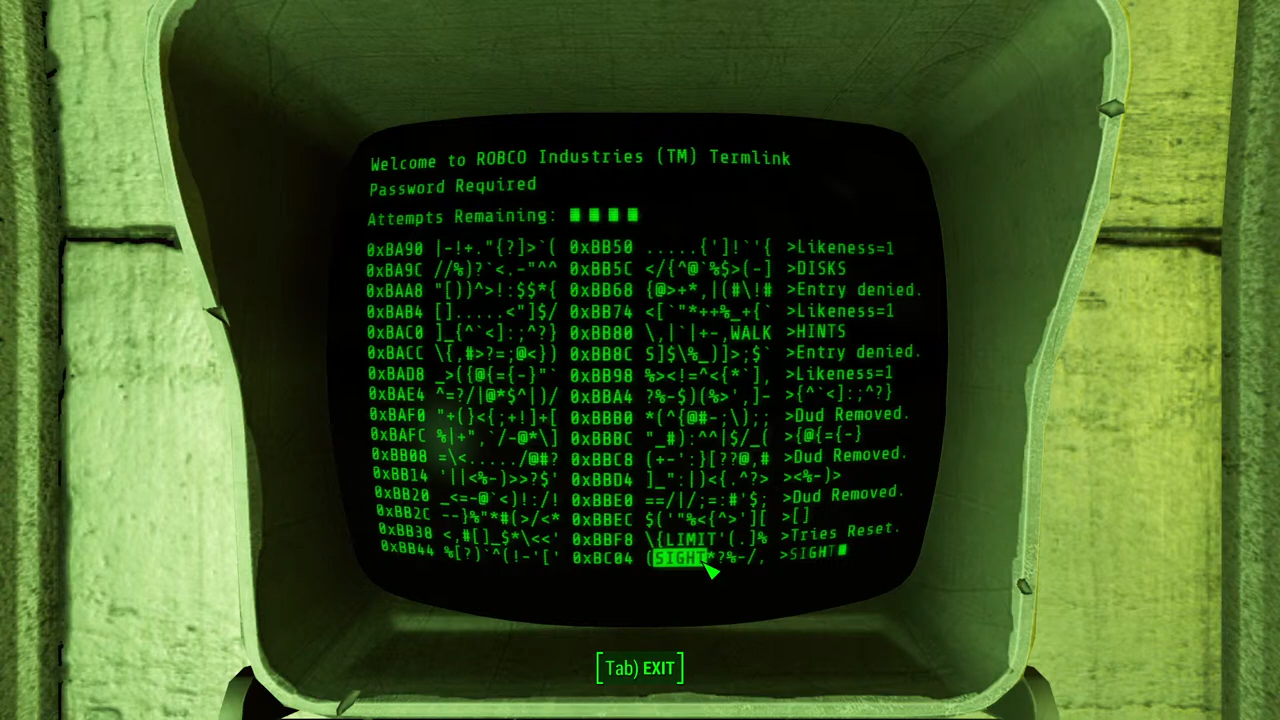 Welcome to ROBCO Industries (TM) Termlink
Password Required
Attempts Remaining: ■ ■ ■ ■
0xBA90 |-!+."{?]>`( 0xBB50 .....{']!`'{ >Likeness=1
0xBA9C //%)?`<.-"^^ 0xBB5C </{^@`%$>(-] >DISKS
0xBAA8 "[))^>!:$$*{ 0xBB68 {@>+*,|(#\!# >Entry denied.
0xBAB4 [].....<"]$/ 0xBB74 <[`"*++%_+{` >Likeness=1
0xBAC0 ]_{^`<]:;^?} 0xBB80 \,|`|+-,WALK >HINTS
0xBACC \{,#>?=;@<}) 0xBB8C S]$\%_)]>;$` >Entry denied.
0xBAD8 _>({@{={-}"` 0xBB98 %><!=^<{*`], >Likeness=1
0xBAE4 ^=?/|@*$^|)/ 0xBBA4 ?%-$)(%>',]- >{^`<]:;^?}
0xBAF0 "+(}<{;+!]+[ 0xBBB0 *(^{@#-;\);; >Dud Removed.
0xBAFC %|+",`/-@*\] 0xBBBC "_#):^^|$/_( >{@{={-}
0xBB08 =\<...../@#? 0xBBC8 (+-':}[??@,# >Dud Removed.
0xBB14 '||<%-)>>?$' 0xBBD4 ]_":|)<{.^?> ><%-)>
0xBB20 _<=-@`<)!:/! 0xBBE0 ==/|/;=:#'$; >Dud Removed.
0xBB2C --}%"*#(>/<* 0xBBEC $('"%<{^>'][ >[]
0xBB38 <,#[]_$*\<<' 0xBBF8 \{LIMIT'(.]% >Tries Reset.
0xBB44 %[?)`^(!-'[' 0xBC04 (SIGHT*?%-/, >SIGHT■
[Tab) EXIT]